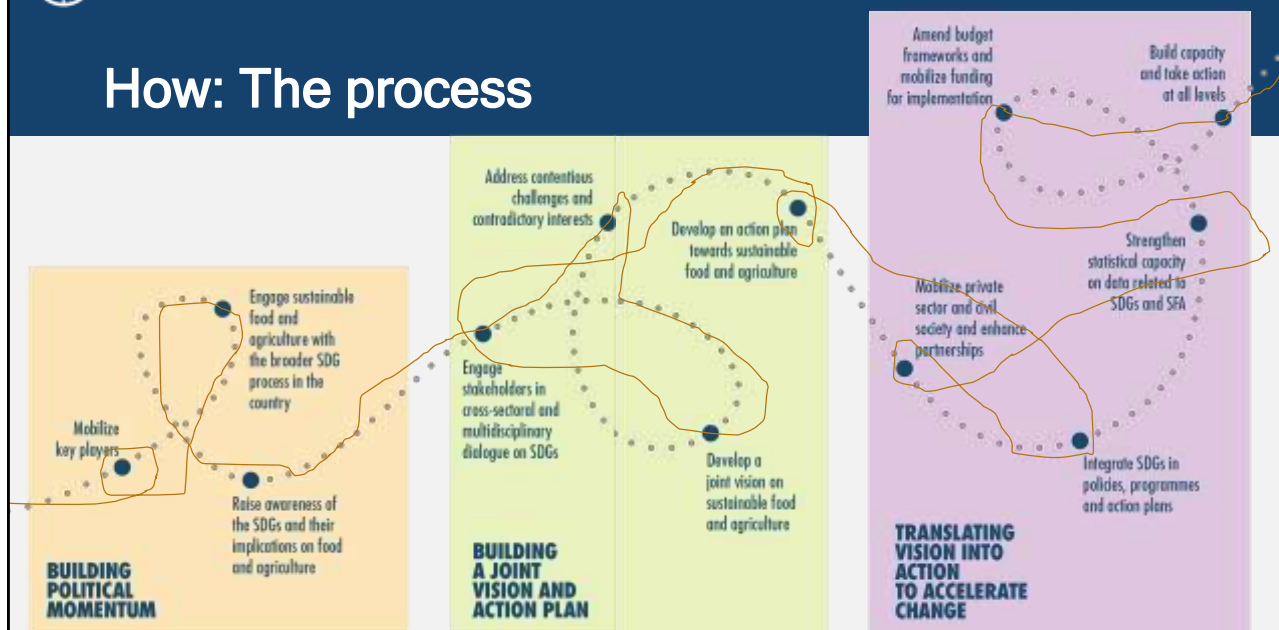 How: The process
Mobilize
key players
Engage sustainable
food and
agriculture with
the broader SDG
process in the
country
Raise awareness of
the SDGs and their
implications on food
and agriculture
BUILDING
POLITICAL
MOMENTUM
Address contentious
challenges and
contradictory interests
Engage
stakeholders in
cross-sectoral and
multidisciplinary
dialogue on SDGs
Develop an action plan
towards sustainable
food and agriculture
Develop a
joint vision on
sustainable food
and agriculture
BUILDING
A JOINT
VISION AND
ACTION PLAN
Amend budget
frameworks and
mobilize funding
for implementation
Build capacity
and take action
at all levels
Strengthen
statistical capacity
on data related to
SDGs and SFA
Mobilize private
sector and civil
society and enhance
partnerships
Integrate SDGs in
policies, programmes
and action plans
TRANSLATING
VISION INTO
ACTION
TO ACCELERATE
CHANGE